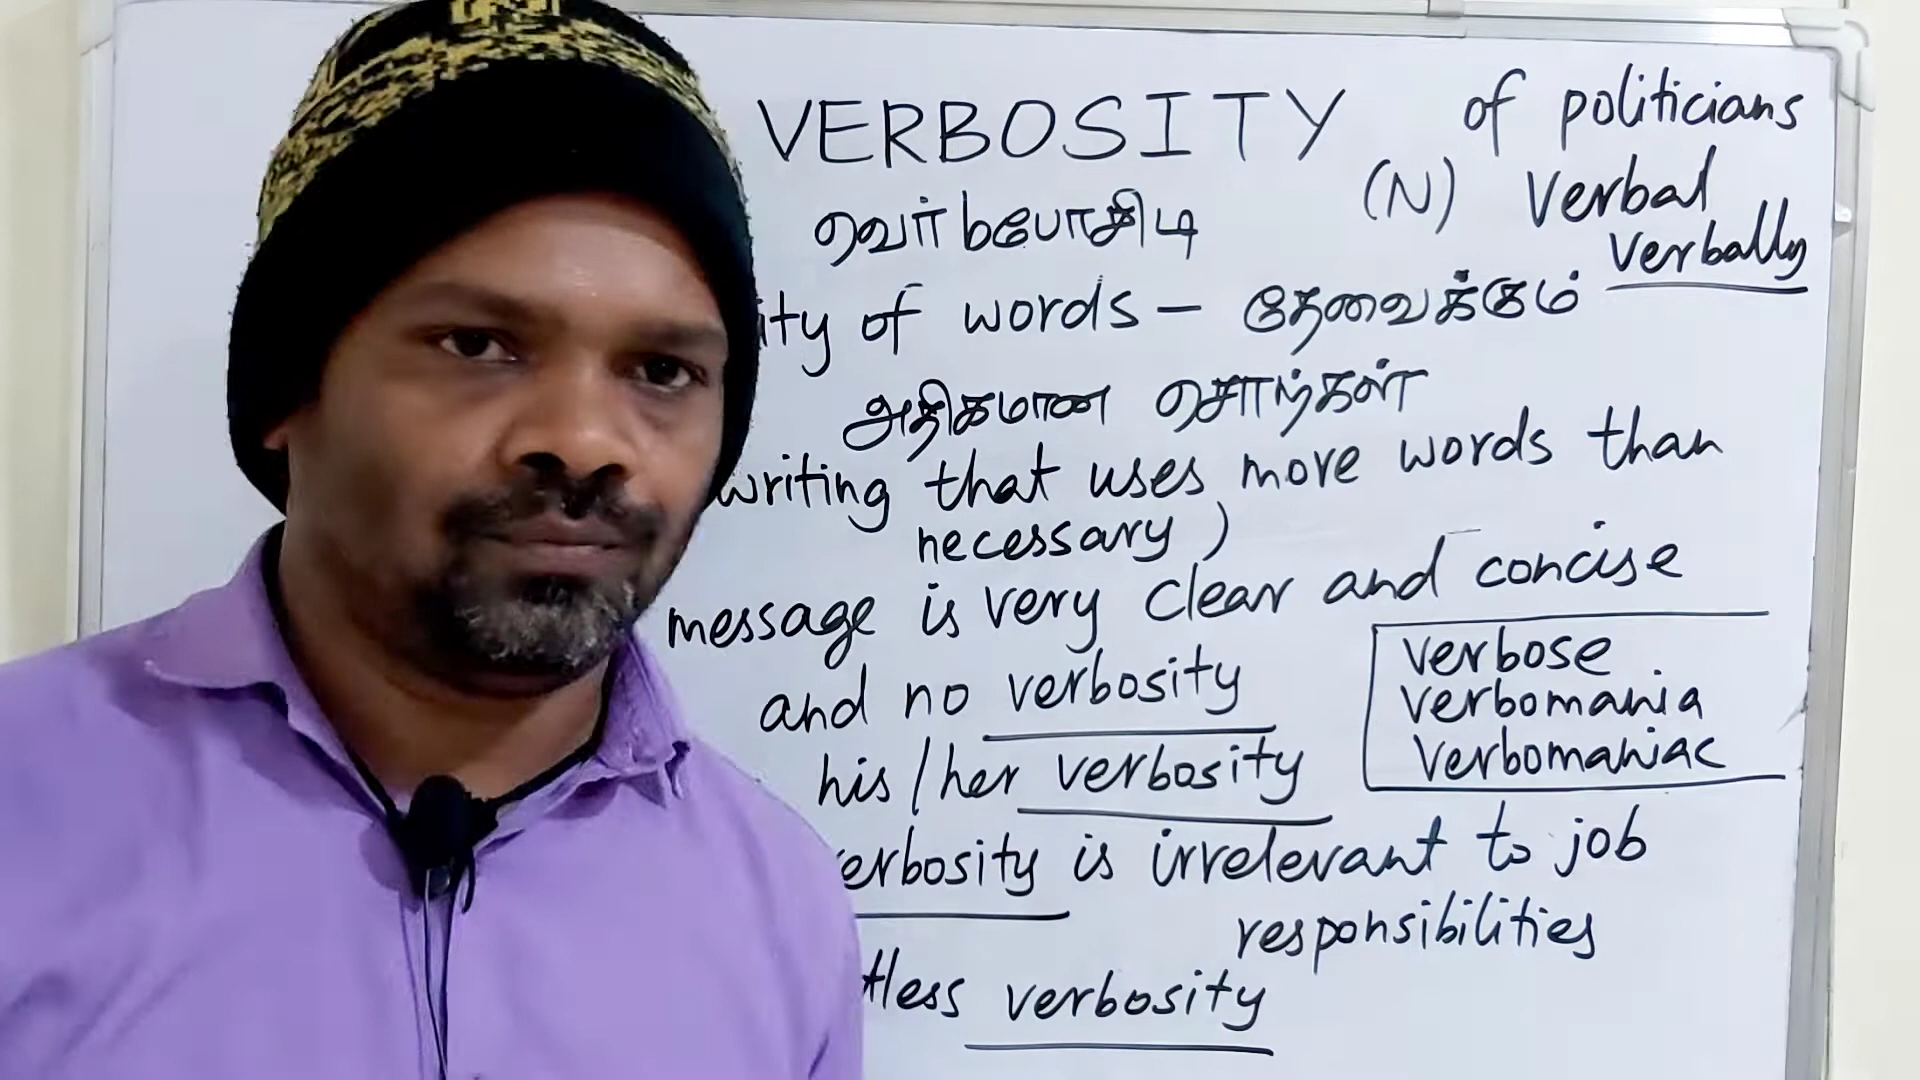 VERBOSITY of politicians
வெர்bபோசிடி (N) Verbal
verbally
ity of words – தேவைக்கும்
அதிகமான சொற்கள்
writing that uses more words than
necessary)
message is very clear and concise
and no verbosity
verbose
verbomania
verbomaniac
his/her verbosity
erbosity is irrelevant to job
responsibilities
tless verbosity